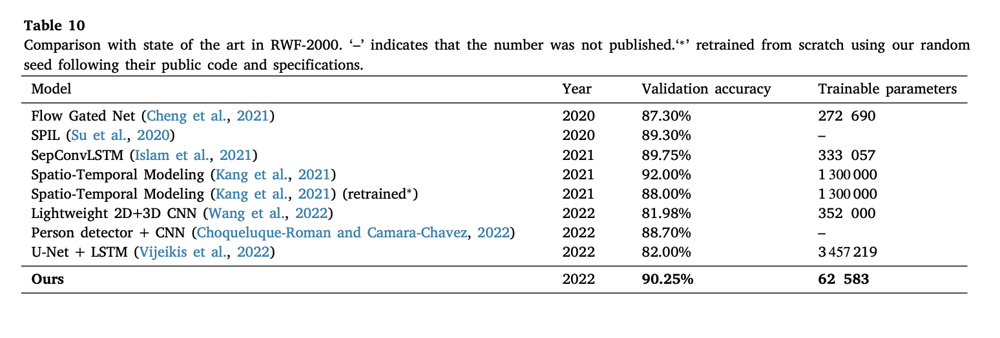 Table 10
Comparison with state of the art in RWF-2000. ‘–’ indicates that the number was not published.‘*’ retrained from scratch using our random
seed following their public code and specifications.
Model Year Validation accuracy Trainable parameters
Flow Gated Net (Cheng et al., 2021) 2020 87.30% 272 690
SPIL (Su et al., 2020) 2020 89.30% –
SepConvLSTM (Islam et al., 2021) 2021 89.75% 333 057
Spatio-Temporal Modeling (Kang et al., 2021) 2021 92.00% 1 300 000
Spatio-Temporal Modeling (Kang et al., 2021) (retrained*) 2021 88.00% 1 300 000
Lightweight 2D+3D CNN (Wang et al., 2022) 2022 81.98% 352 000
Person detector + CNN (Choqueluque-Roman and Camara-Chavez, 2022) 2022 88.70% –
U-Net + LSTM (Vijeikis et al., 2022) 2022 82.00% 3 457 219
Ours 2022 90.25% 62 583